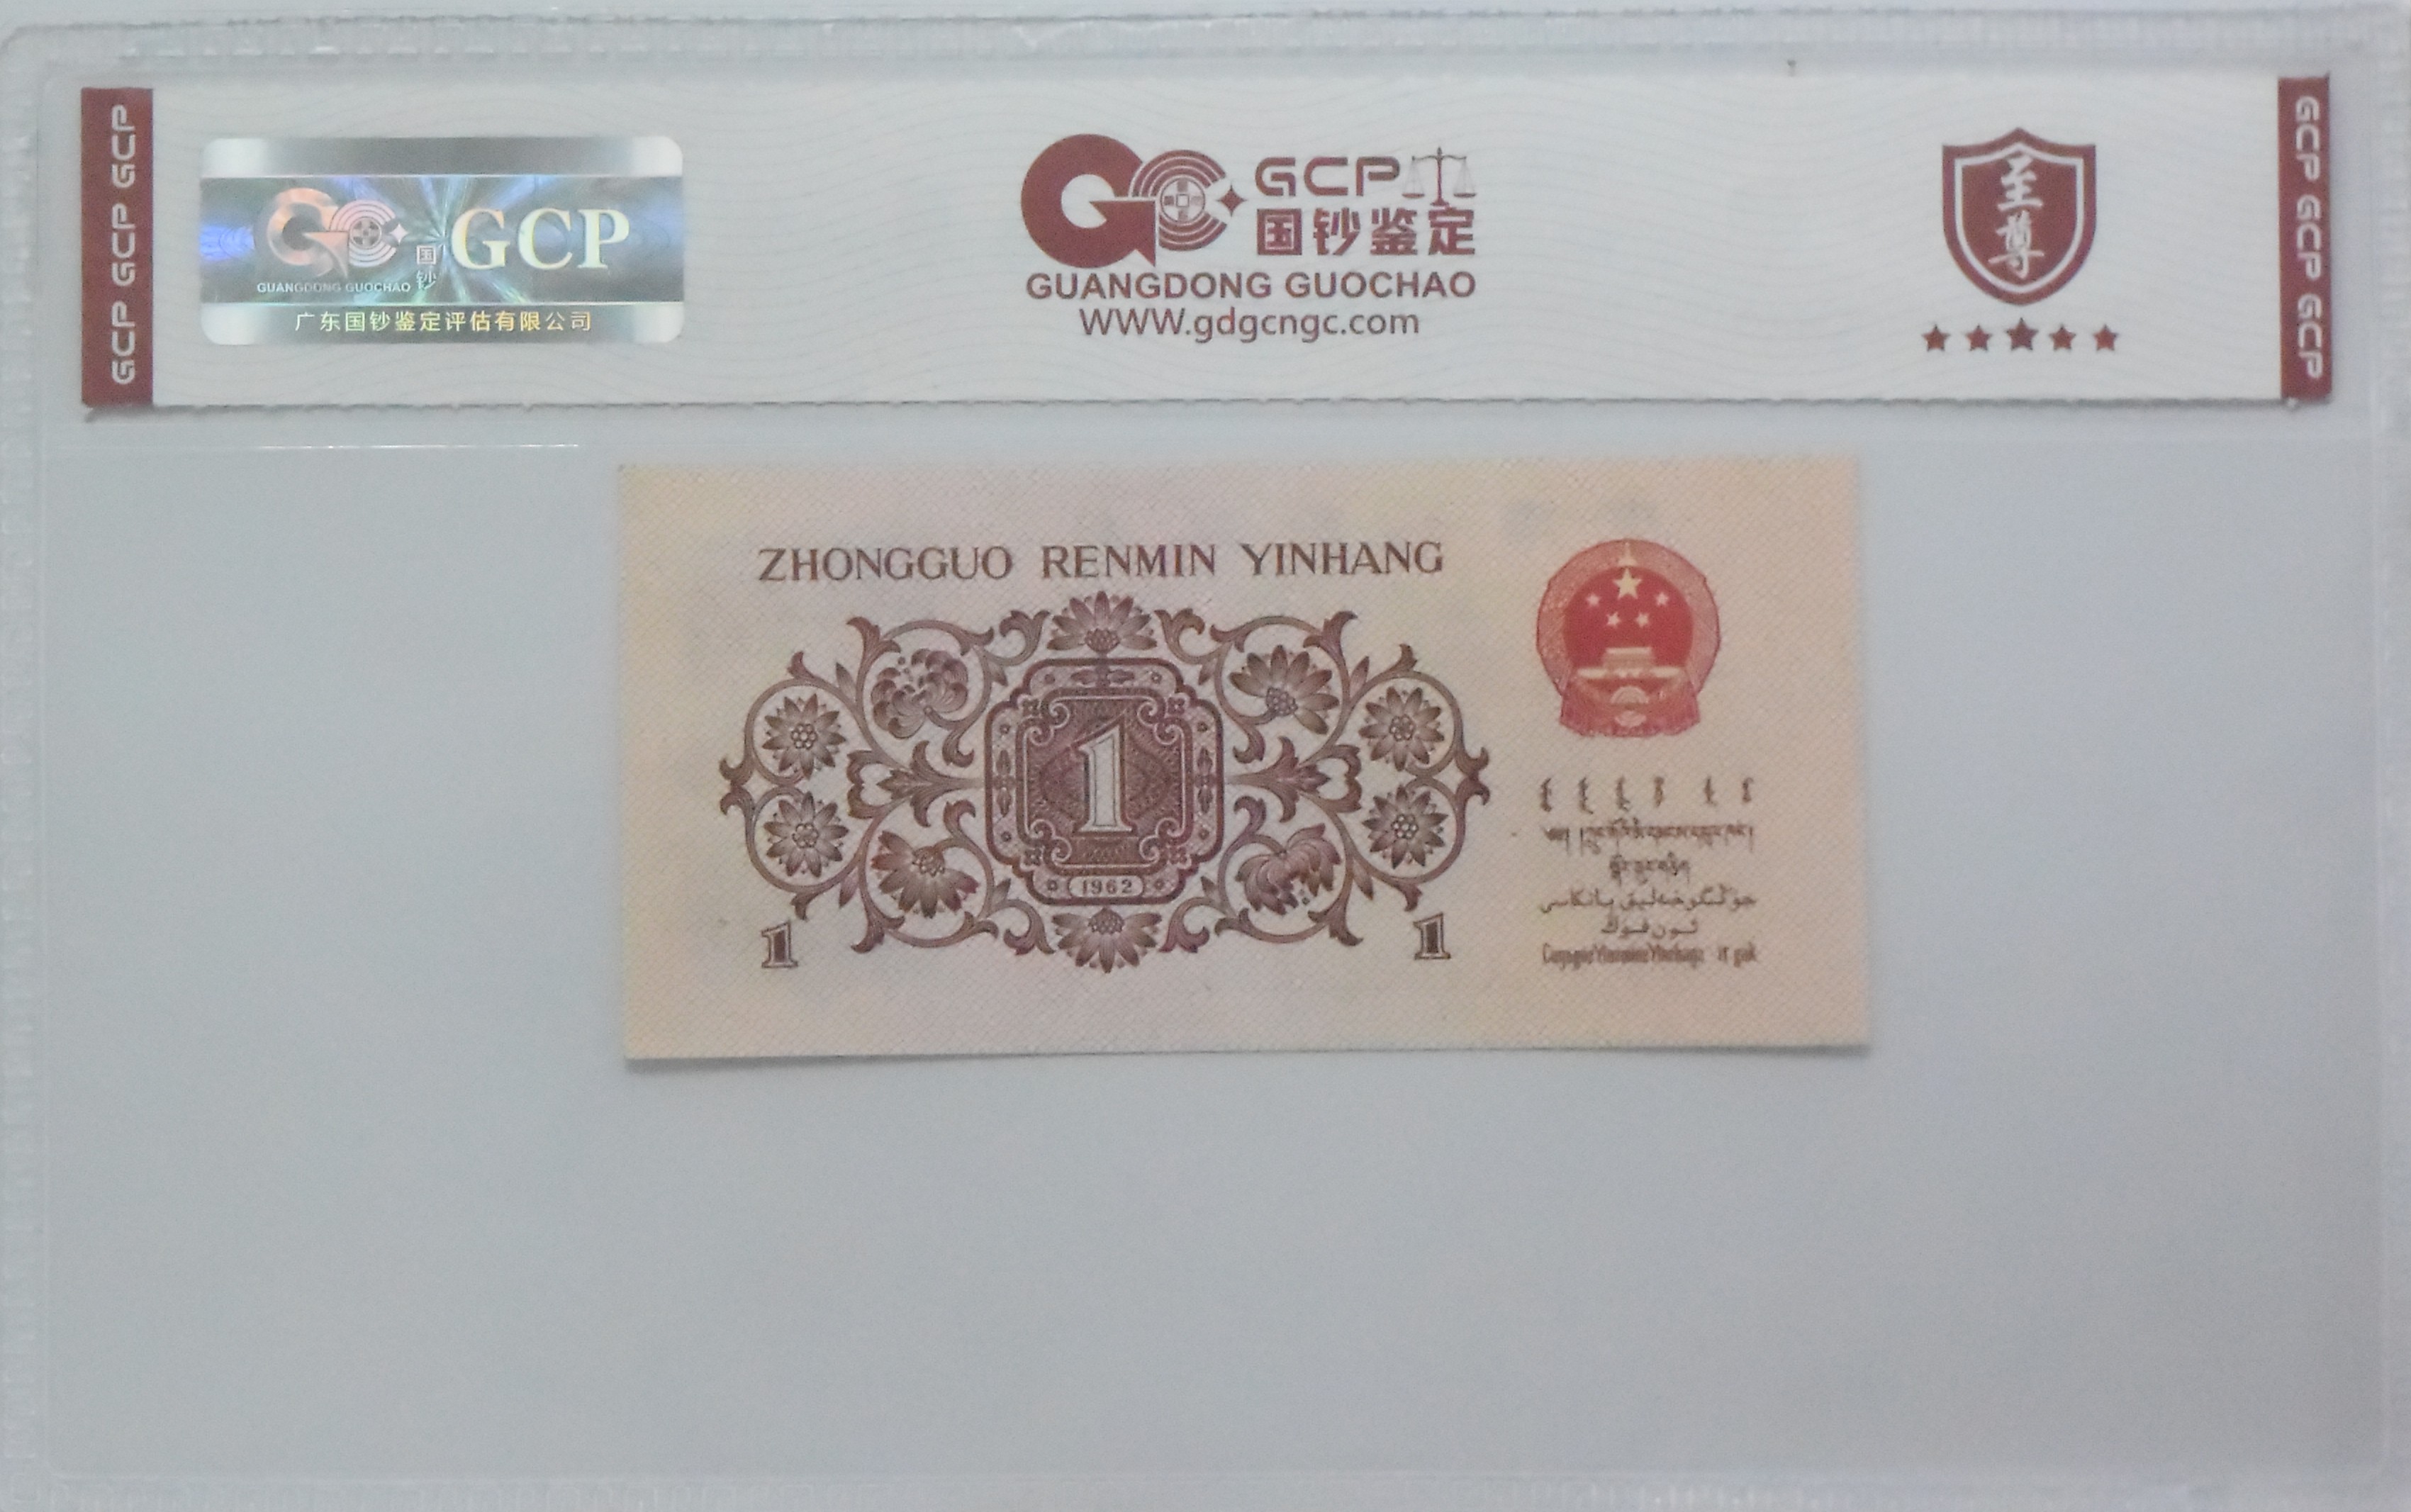 GCP GCP GCP
GUANGDONG GUOCHAO
国
钞
GCP
广东国钞鉴定评估有限公司
GCP
国钞鉴定
GUANGDONG GUOCHAO
WWW.gdgcngc.com
至
尊
GCP GCP GCP
ZHONGGUO RENMIN YINHANG
1
1962
1
1